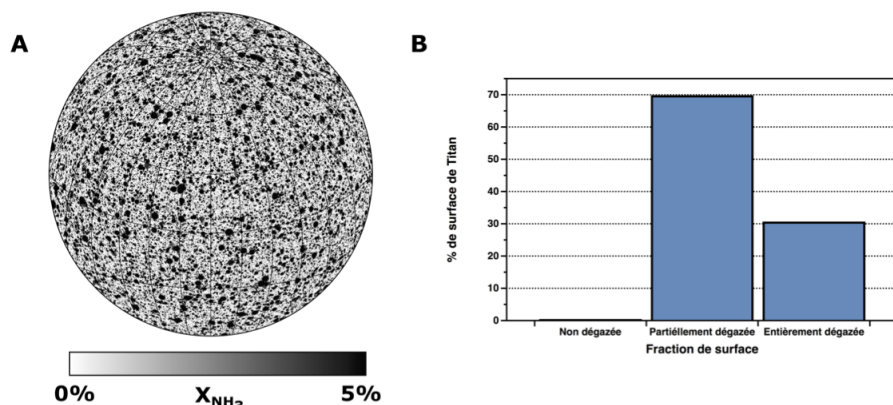 A
0%
X_NH3
5%
B
% de surface de Titan
70
60
50
40
30
20
10
0
Non dégazée
Partiéllement dégazée
Entièrement dégazée
Fraction de surface